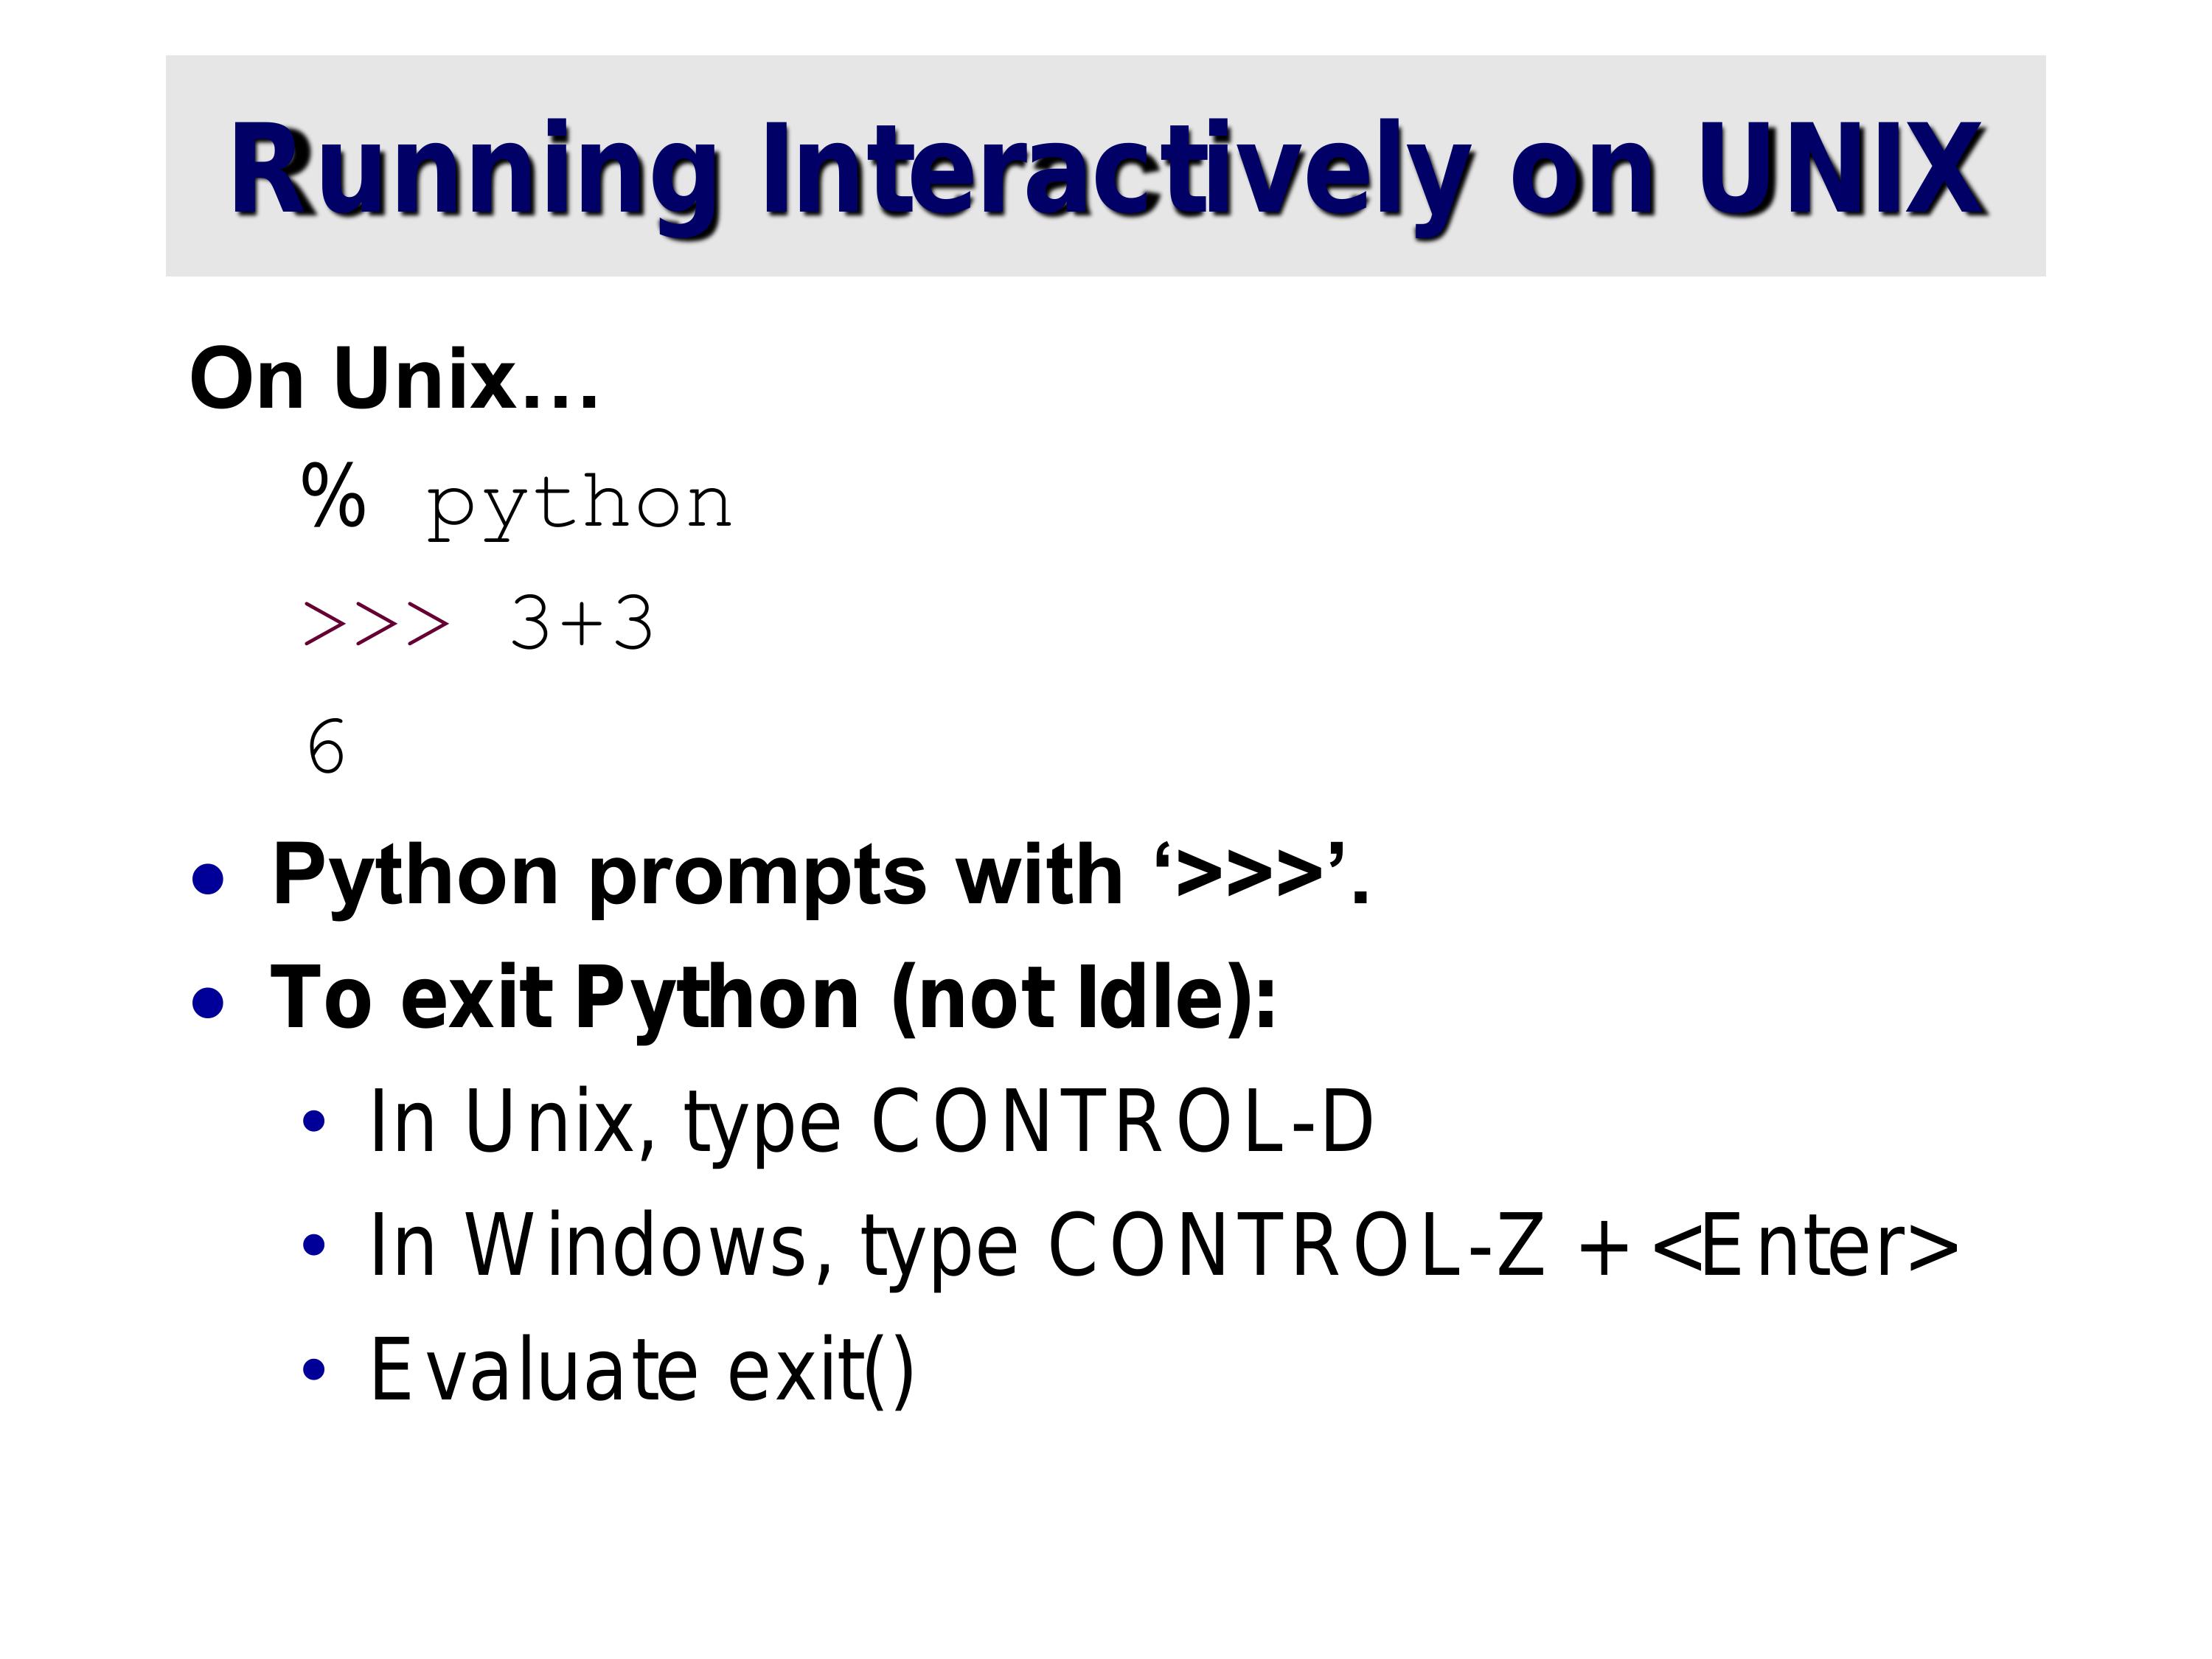 Running Interactively on UNIX
On Unix…
% python
>>> 3+3
6
• Python prompts with ‘>>>’.
• To exit Python (not Idle):
• In Unix, type CONTROL-D
• In Windows, type CONTROL-Z + <Enter>
• Evaluate exit()